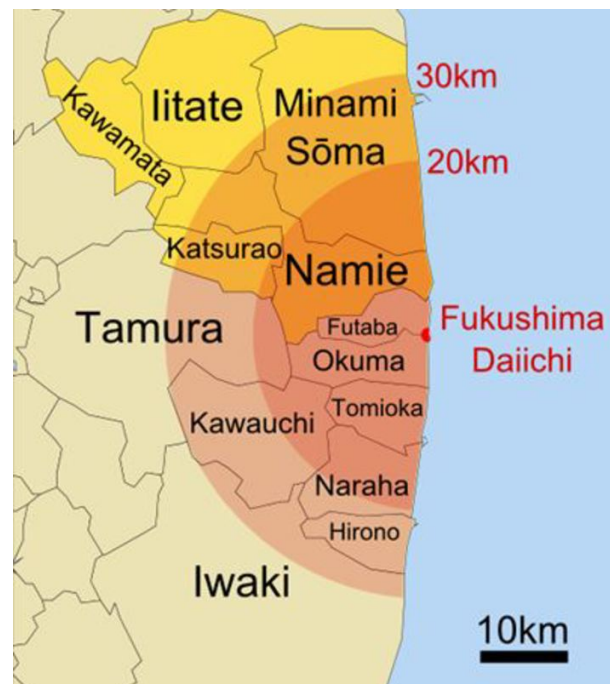 30km
Iitate
Minami
Sōma
Kawamata
20km
Katsurao
Namie
Tamura
Futaba
Fukushima
Daiichi
Okuma
Kawauchi
Tomioka
Naraha
Hirono
Iwaki
10km